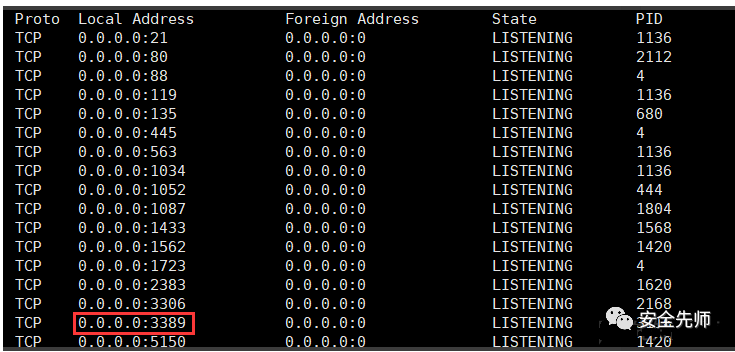 Proto Local Address Foreign Address State PID
TCP 0.0.0.0:21 0.0.0.0:0 LISTENING 1136
TCP 0.0.0.0:80 0.0.0.0:0 LISTENING 2112
TCP 0.0.0.0:88 0.0.0.0:0 LISTENING 4
TCP 0.0.0.0:119 0.0.0.0:0 LISTENING 1136
TCP 0.0.0.0:135 0.0.0.0:0 LISTENING 680
TCP 0.0.0.0:445 0.0.0.0:0 LISTENING 4
TCP 0.0.0.0:563 0.0.0.0:0 LISTENING 1136
TCP 0.0.0.0:1034 0.0.0.0:0 LISTENING 1136
TCP 0.0.0.0:1052 0.0.0.0:0 LISTENING 444
TCP 0.0.0.0:1087 0.0.0.0:0 LISTENING 1804
TCP 0.0.0.0:1433 0.0.0.0:0 LISTENING 1568
TCP 0.0.0.0:1562 0.0.0.0:0 LISTENING 1420
TCP 0.0.0.0:1723 0.0.0.0:0 LISTENING 4
TCP 0.0.0.0:2383 0.0.0.0:0 LISTENING 1620
TCP 0.0.0.0:3306 0.0.0.0:0 LISTENING 2168
TCP 0.0.0.0:3389 0.0.0.0:0 LISTENING
TCP 0.0.0.0:5150 0.0.0.0:0 LISTENING 1420
安全先师